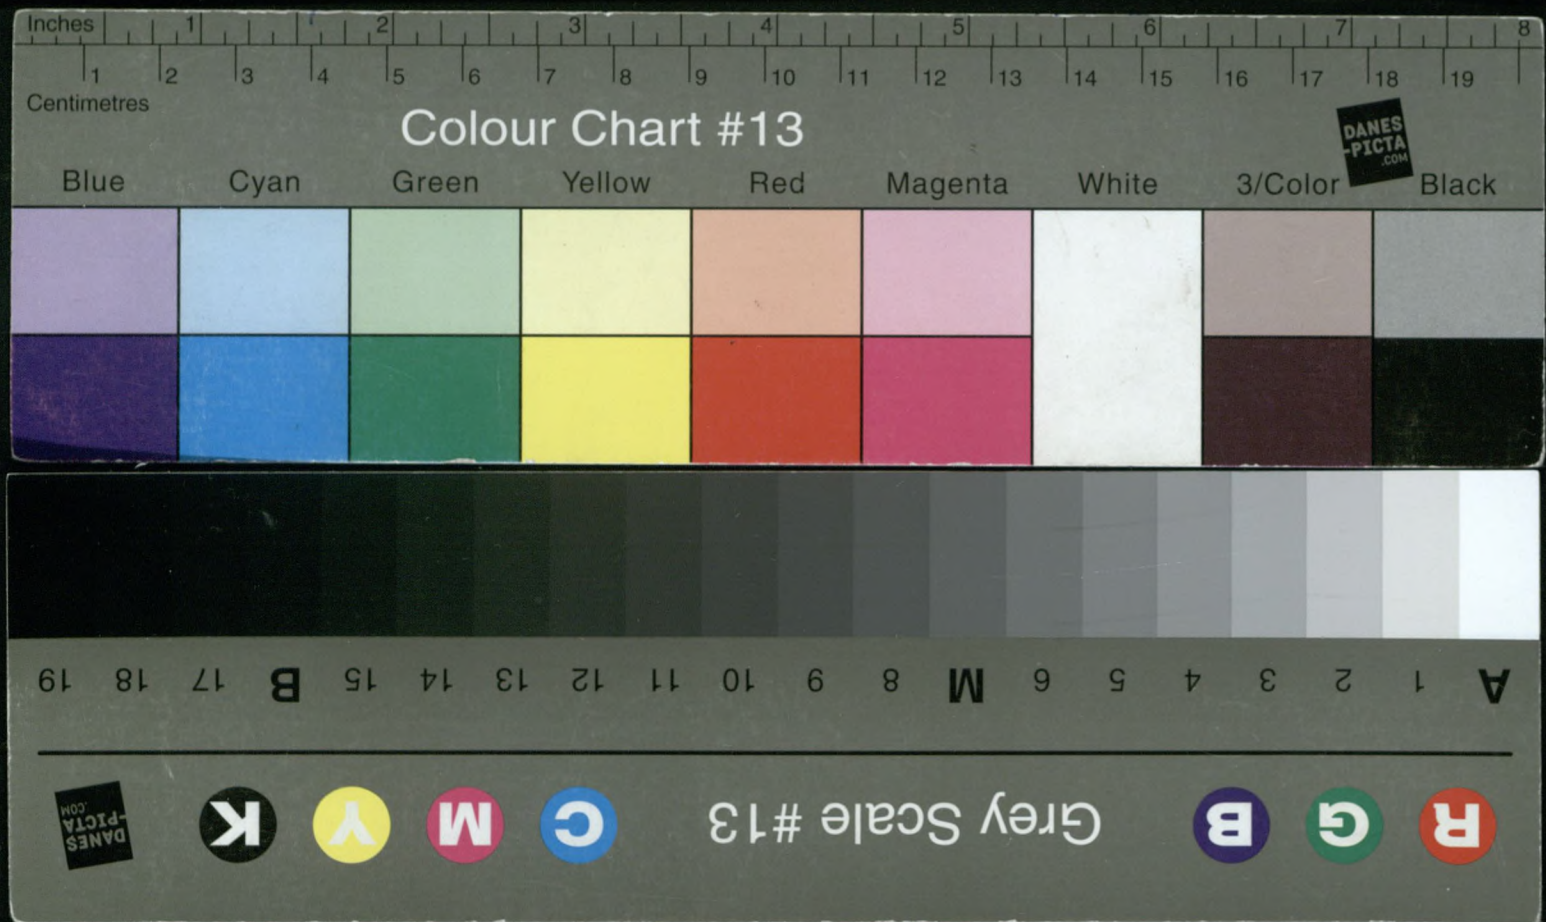 Inches 1 2 3 4 5 6 7 8
1 2 3 4 5 6 7 8 9 10 11 12 13 14 15 16 17 18 19
Centimetres
Colour Chart #13
DANES
-PICTA
.COM
Blue Cyan Green Yellow Red Magenta White 3/Color Black
R G B Grey Scale #13 C M Y K
DANES
-PICTA
.COM
A 1 2 3 4 5 6 M 8 9 10 11 12 13 14 15 B 17 18 19